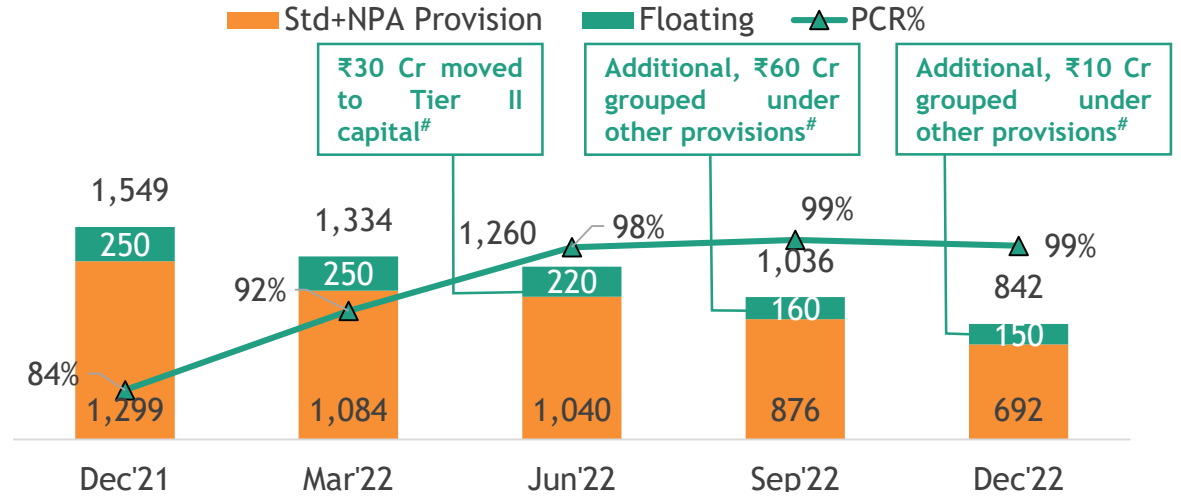 Std+NPA Provision Floating PCR%
₹30 Cr moved
to Tier II
capital#
Additional, ₹60 Cr
grouped under
other provisions#
Additional, ₹10 Cr
grouped under
other provisions#
1,549
1,334
1,260
98%
99%
1,036
99%
842
250
250
220
160
150
92%
84%
1,299
1,084
1,040
876
692
Dec'21 Mar'22 Jun'22 Sep'22 Dec'22